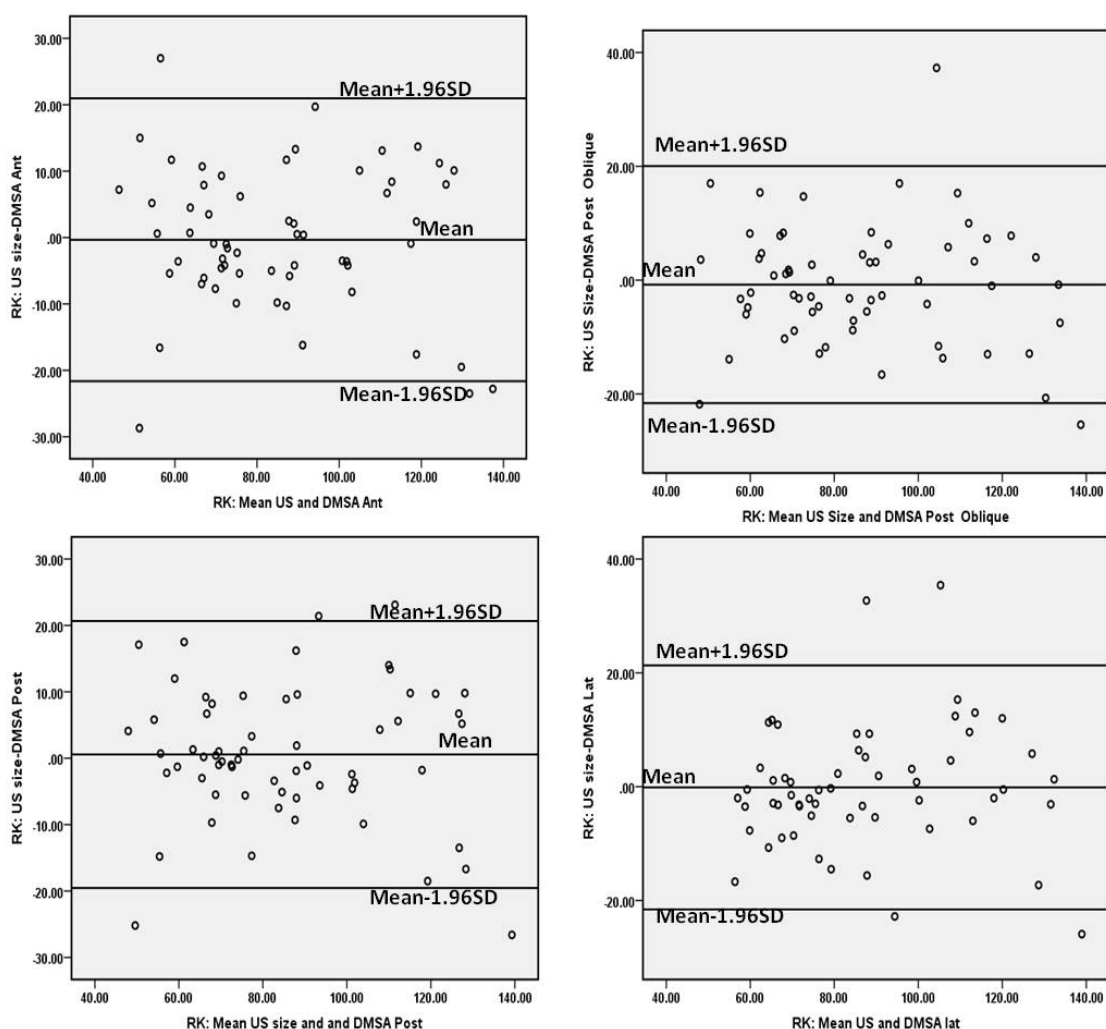 30.00
20.00
10.00
.00
-10.00
-20.00
-30.00
RK: US size-DMSA Ant
Mean+1.96SD
Mean
Mean-1.96SD
40.00 60.00 80.00 100.00 120.00 140.00
RK: Mean US and DMSA Ant
40.00
20.00
.00
-20.00
RK: US Size-DMSA Post Oblique
Mean+1.96SD
Mean
Mean-1.96SD
40.00 60.00 80.00 100.00 120.00 140.00
RK: Mean US Size and DMSA Post Oblique
30.00
20.00
10.00
.00
-10.00
-20.00
-30.00
RK: US size-DMSA Post
Mean+1.96SD
Mean
Mean-1.96SD
40.00 60.00 80.00 100.00 120.00 140.00
RK: Mean US size and and DMSA Post
40.00
20.00
.00
-20.00
RK: US size-DMSA Lat
Mean+1.96SD
Mean
Mean-1.96SD
40.00 60.00 80.00 100.00 120.00 140.00
RK: Mean US and DMSA lat